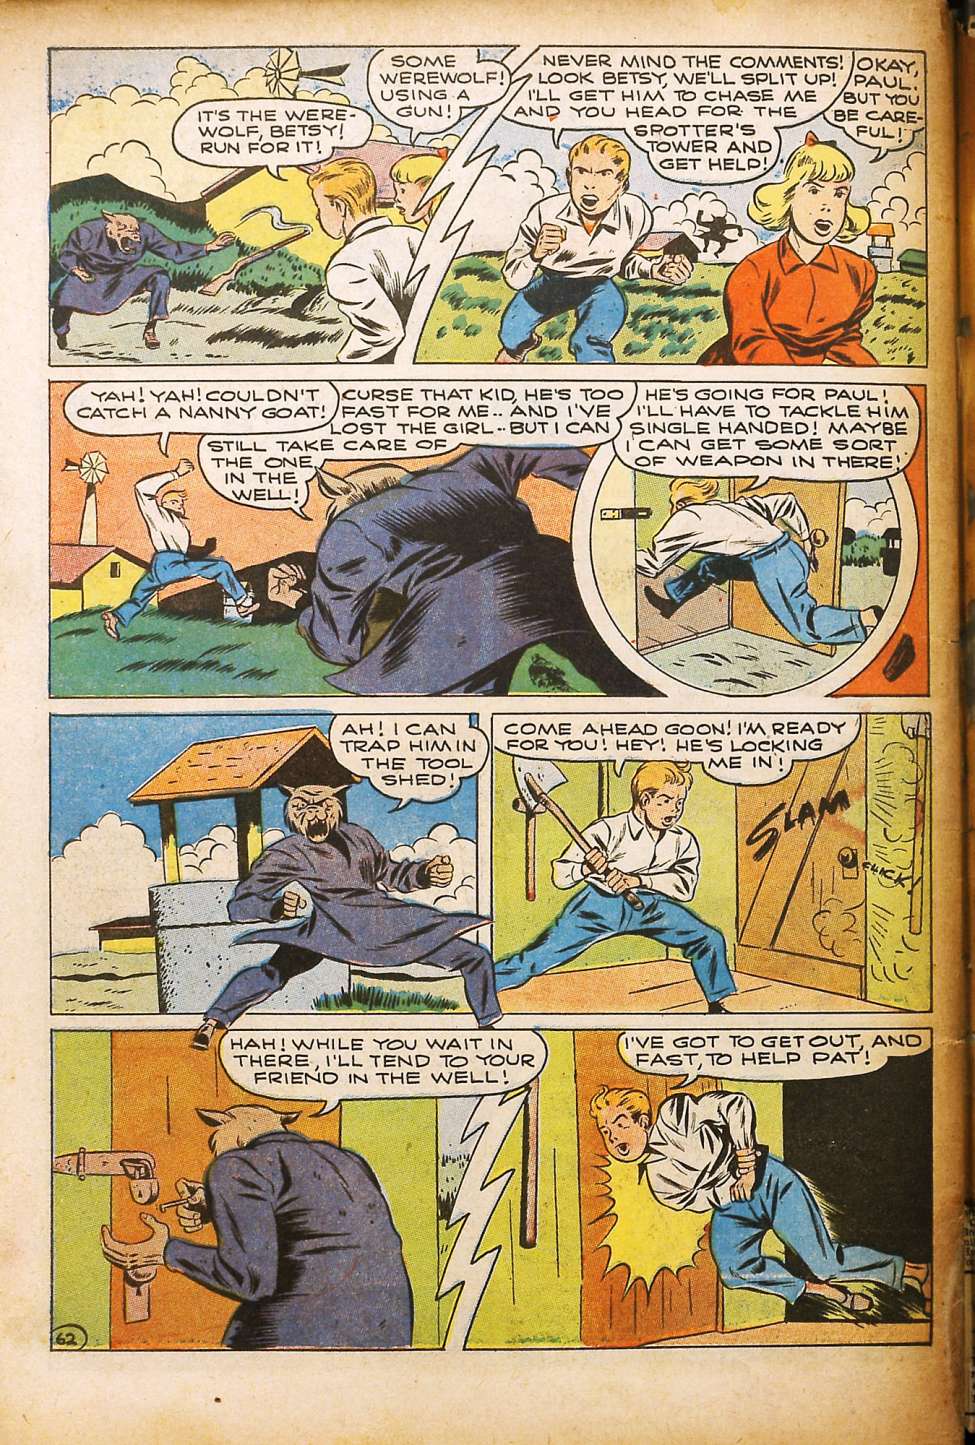 IT'S THE WERE-
WOLF, BETSY!
RUN FOR IT!
SOME
WEREWOLF!
USING A
GUN!
NEVER MIND THE COMMENTS!
LOOK BETSY, WE'LL SPLIT UP!
I'LL GET HIM TO CHASE ME
AND YOU HEAD FOR THE
SPOTTER'S
TOWER AND
GET HELP!
OKAY,
PAUL!
BUT YOU
BE CARE-
FUL!
YAH! YAH! COULDN'T
CATCH A NANNY GOAT!
CURSE THAT KID, HE'S TOO
FAST FOR ME-- AND I'VE
LOST THE GIRL-- BUT I CAN
STILL TAKE CARE OF
THE ONE
IN THE
WELL!
HE'S GOING FOR PAUL!
I'LL HAVE TO TACKLE HIM
SINGLE HANDED! MAYBE
I CAN GET SOME SORT
OF WEAPON IN THERE!
AH! I CAN
TRAP HIM IN
THE TOOL
SHED!
COME AHEAD GOON! I'M READY
FOR YOU! HEY! HE'S LOCKING
ME IN!
SLAM
CLICK!
HAH! WHILE YOU WAIT IN
THERE, I'LL TEND TO YOUR
FRIEND IN THE WELL!
I'VE GOT TO GET OUT, AND
FAST, TO HELP PAT!
62